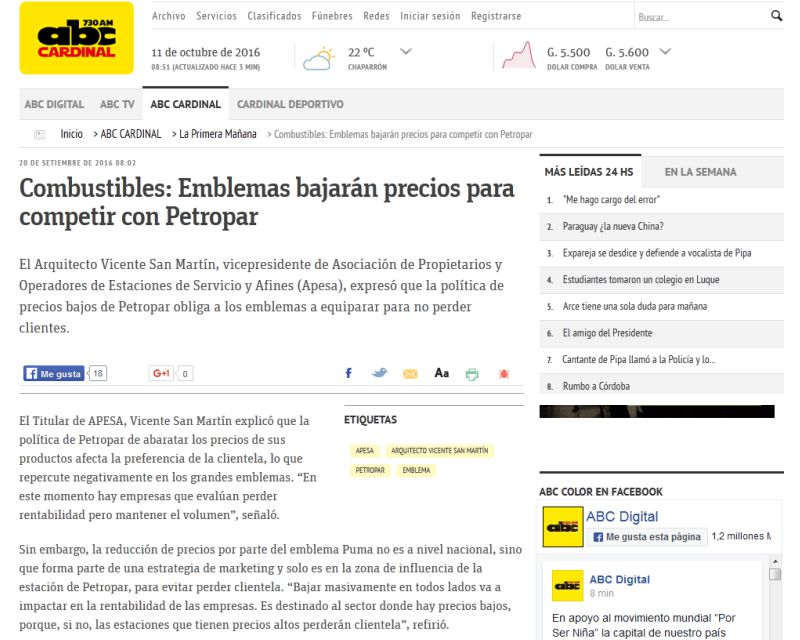 730 AM
abc
CARDINAL
Archivo Servicios Clasificados Fúnebres Redes Iniciar sesión Registrarse
Buscar...
11 de octubre de 2016
08:51 (ACTUALIZADO HACE 3 MIN)
22 ºC
CHAPARRÓN
G. 5.500 G. 5.600
DOLAR COMPRA DOLAR VENTA
ABC DIGITAL ABC TV ABC CARDINAL CARDINAL DEPORTIVO
Inicio > ABC CARDINAL > La Primera Mañana > Combustibles: Emblemas bajarán precios para competir con Petropar
20 DE SETIEMBRE DE 2016 08:02
Combustibles: Emblemas bajarán precios para
competir con Petropar
El Arquitecto Vicente San Martín, vicepresidente de Asociación de Propietarios y
Operadores de Estaciones de Servicio y Afines (Apesa), expresó que la política de
precios bajos de Petropar obliga a los emblemas a equiparar para no perder
clientes.
Me gusta 18
G+1 0
Aa
El Titular de APESA, Vicente San Martín explicó que la
política de Petropar de abaratar los precios de sus
productos afecta la preferencia de la clientela, lo que
repercute negativamente en los grandes emblemas. “En
este momento hay empresas que evalúan perder
rentabilidad pero mantener el volumen”, señaló.
ETIQUETAS
APESA ARQUITECTO VICENTE SAN MARTÍN
PETROPAR EMBLEMA
Sin embargo, la reducción de precios por parte del emblema Puma no es a nivel nacional, sino
que forma parte de una estrategia de marketing y solo es en la zona de influencia de la
estación de Petropar, para evitar perder clientela. “Bajar masivamente en todos lados va a
impactar en la rentabilidad de las empresas. Es destinado al sector donde hay precios bajos,
porque, si no, las estaciones que tienen precios altos perderán clientela”, refirió.
MÁS LEÍDAS 24 HS EN LA SEMANA
1. "Me hago cargo del error"
2. Paraguay ¿la nueva China?
3. Expareja se desdice y defiende a vocalista de Pipa
4. Estudiantes tomaron un colegio en Luque
5. Arce tiene una sola duda para mañana
6. El amigo del Presidente
7. Cantante de Pipa llamó a la Policía y lo...
8. Rumbo a Córdoba
ABC COLOR EN FACEBOOK
abc
ABC Digital
Me gusta esta página 1,2 millones M
abc
ABC Digital
8 min
En apoyo al movimiento mundial "Por
Ser Niña" la capital de nuestro país